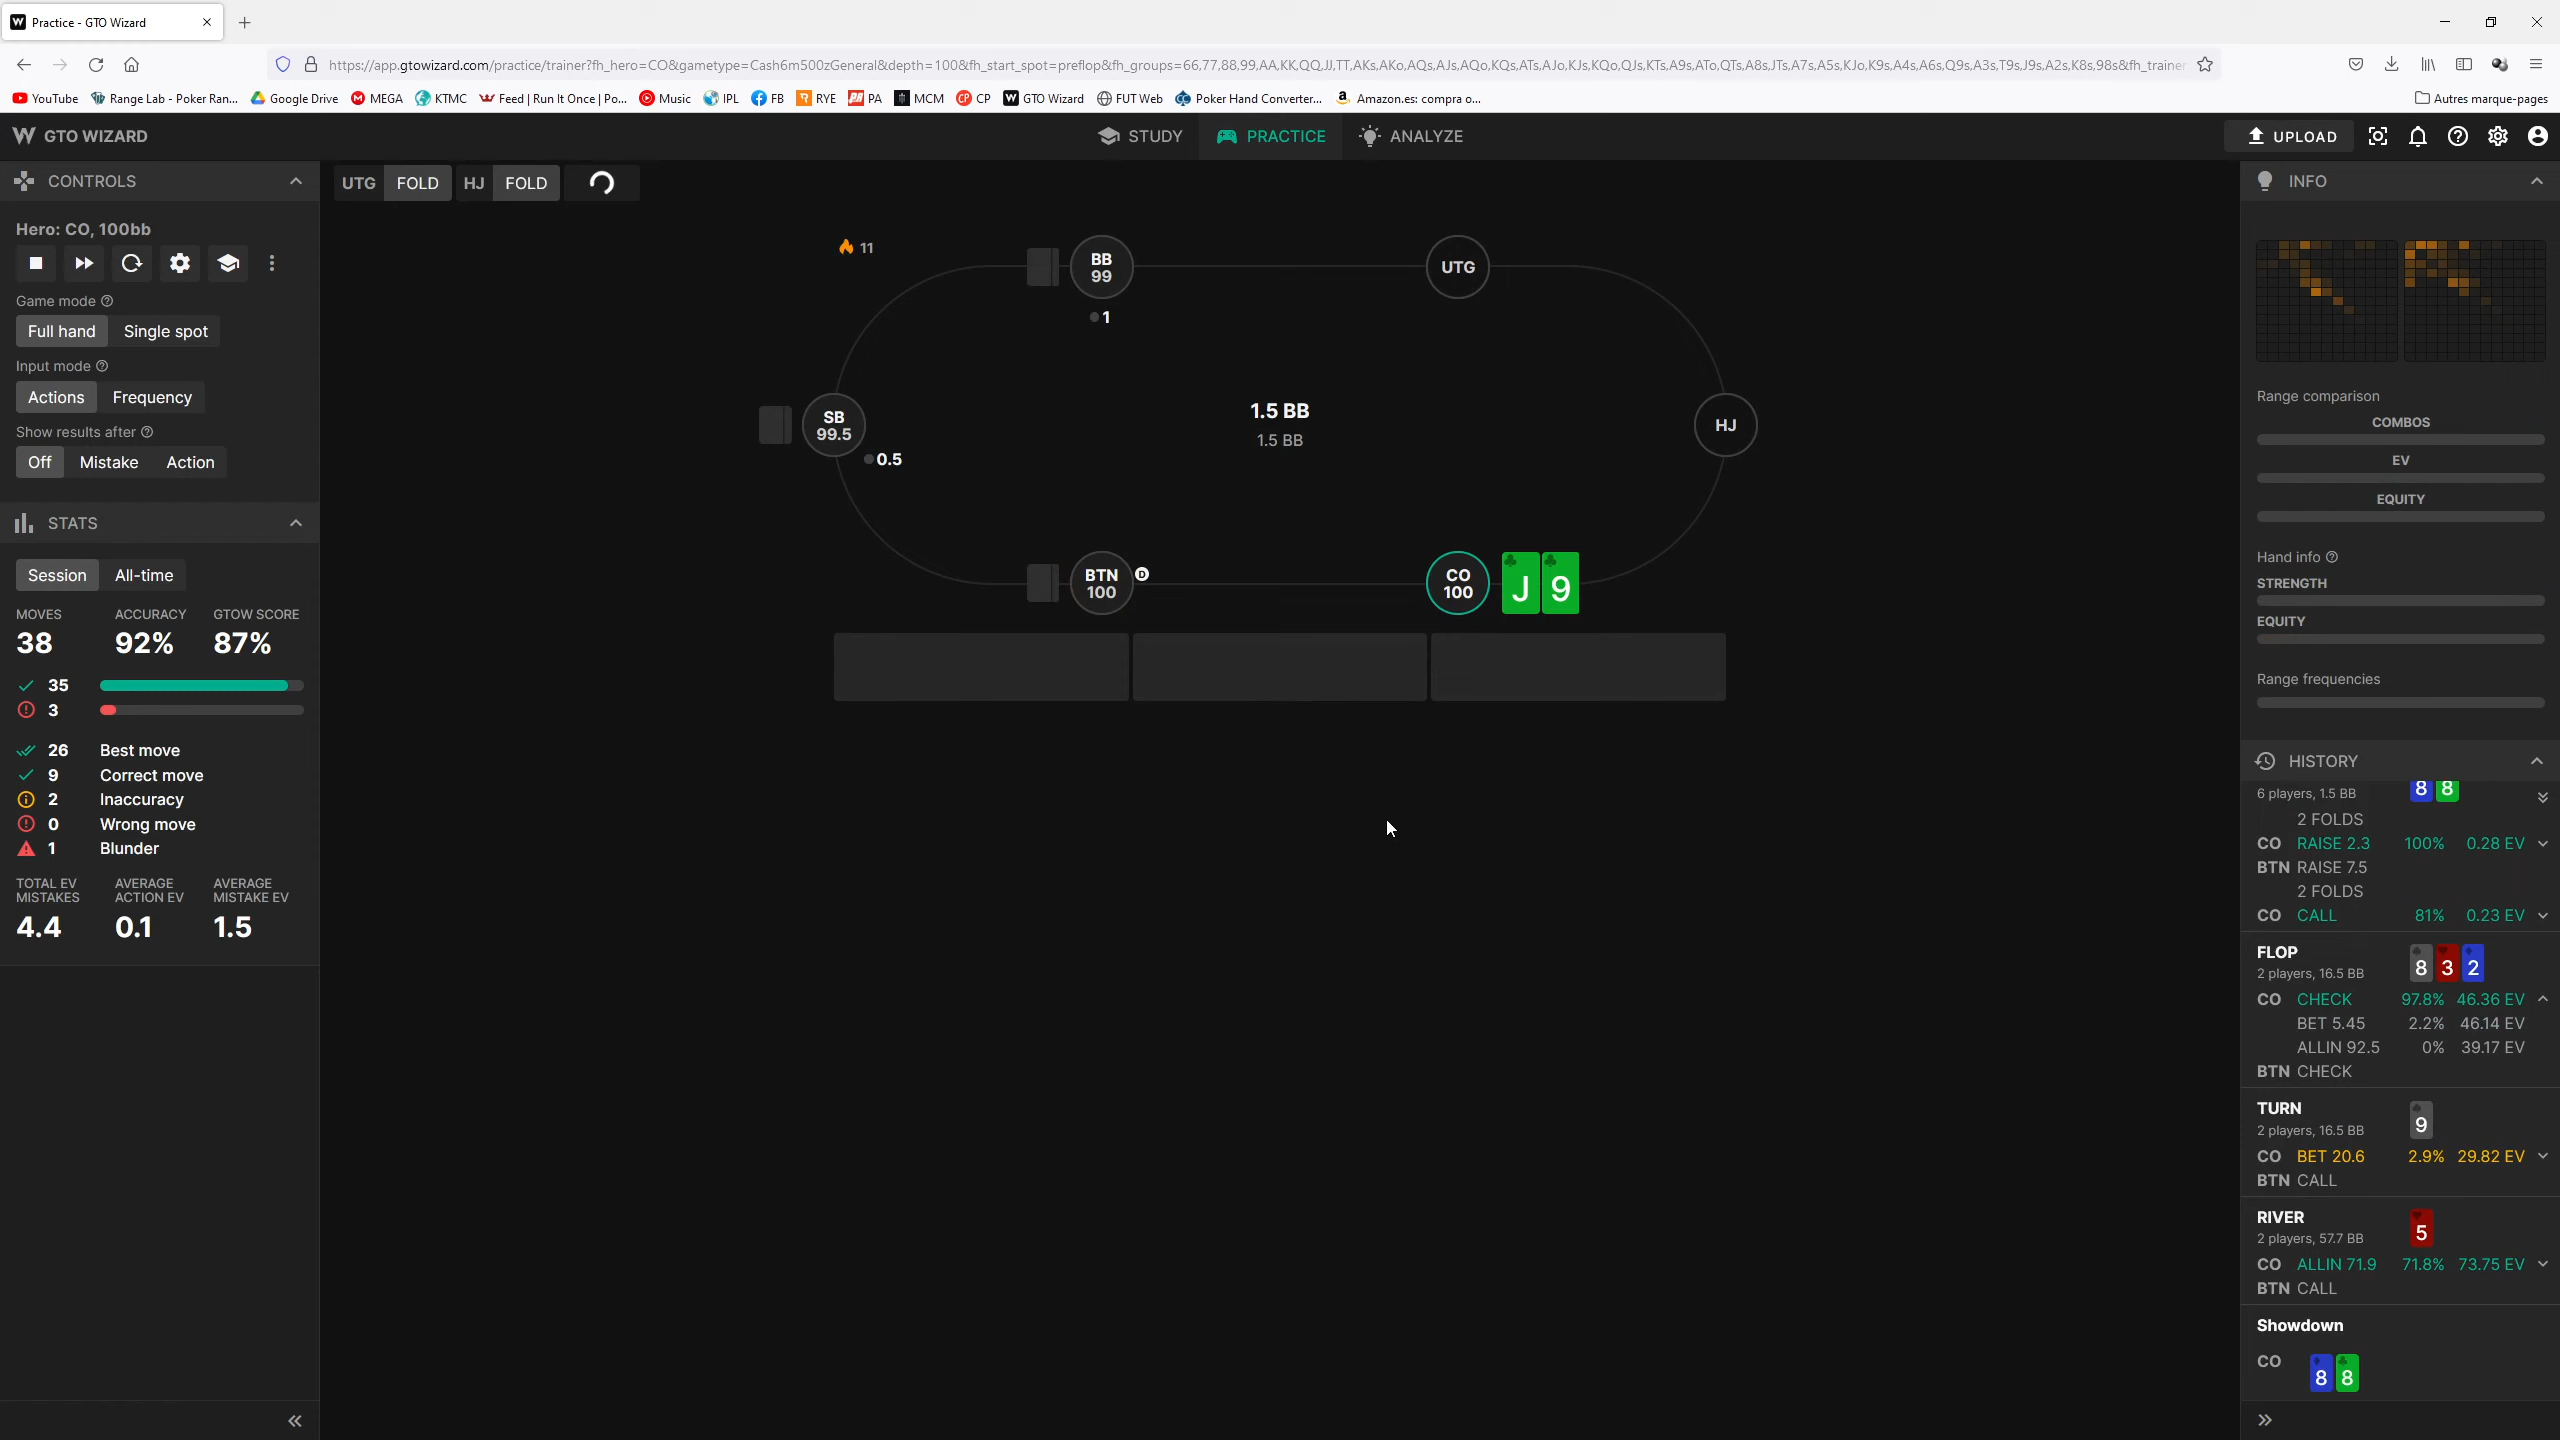 Practice - GTO Wizard
https://app.gtowizard.com/practice/trainer?fh_hero=CO&gametype=Cash6m500zGeneral&depth=100&fh_start_spot=preflop&fh_groups=66,77,88,99,AA,KK,QQ,JJ,TT,AKs,AKo,AQs,AJs,AQo,KQs,ATs,AJo,KJs,KQo,QJs,KTs,A9s,ATo,QTs,A8s,JTs,A7s,A5s,KJo,K9s,A4s,A6s,Q9s,A3s,T9s,J9s,A2s,K8s,98s&fh_trainer
YouTube Range Lab - Poker Ran... Google Drive MEGA KTMC Feed | Run It Once | Po... Music IPL FB RYE PA MCM CP GTO Wizard FUT Web Poker Hand Converter... Amazon.es: compra o... Autres marque-pages
GTO WIZARD
STUDY PRACTICE ANALYZE
UPLOAD
CONTROLS
Hero: CO, 100bb
Game mode
Full hand Single spot
Input mode
Actions Frequency
Show results after
Off Mistake Action
STATS
Session All-time
MOVES ACCURACY GTOW SCORE
38 92% 87%
35
3
26 Best move
9 Correct move
2 Inaccuracy
0 Wrong move
1 Blunder
TOTAL EV MISTAKES AVERAGE ACTION EV AVERAGE MISTAKE EV
4.4 0.1 1.5
UTG FOLD HJ FOLD
11
BB
99
1
UTG
SB
99.5
0.5
1.5 BB
1.5 BB
HJ
BTN
100
D
CO
100
J 9
INFO
Range comparison
COMBOS
EV
EQUITY
Hand info
STRENGTH
EQUITY
Range frequencies
HISTORY
6 players, 1.5 BB 8 8
2 FOLDS
CO RAISE 2.3 100% 0.28 EV
BTN RAISE 7.5
2 FOLDS
CO CALL 81% 0.23 EV
FLOP 8 3 2
2 players, 16.5 BB
CO CHECK 97.8% 46.36 EV
BET 5.45 2.2% 46.14 EV
ALLIN 92.5 0% 39.17 EV
BTN CHECK
TURN 9
2 players, 16.5 BB
CO BET 20.6 2.9% 29.82 EV
BTN CALL
RIVER 5
2 players, 57.7 BB
CO ALLIN 71.9 71.8% 73.75 EV
BTN CALL
Showdown
CO 8 8